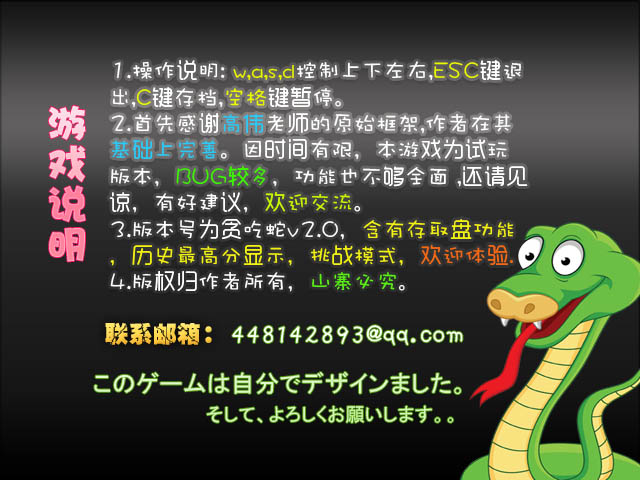 游戏说明
1.操作说明: w,a,s,d控制上下左右,ESC键退
出,C键存档,空格键暂停。
2.首先感谢高伟老师的原始框架,作者在其
基础上完善。因时间有限，本游戏为试玩
版本，BUG较多，功能也不够全面 ,还请见
谅，有好建议，欢迎交流。
3.版本号为贪吃蛇v2.0，含有存取盘功能
，历史最高分显示，挑战模式，欢迎体验.
4.版权归作者所有，山寨必究。
联系邮箱： 448142893@qq.com
このゲームは自分でデザインました。
そして、よろしくお願いします。。